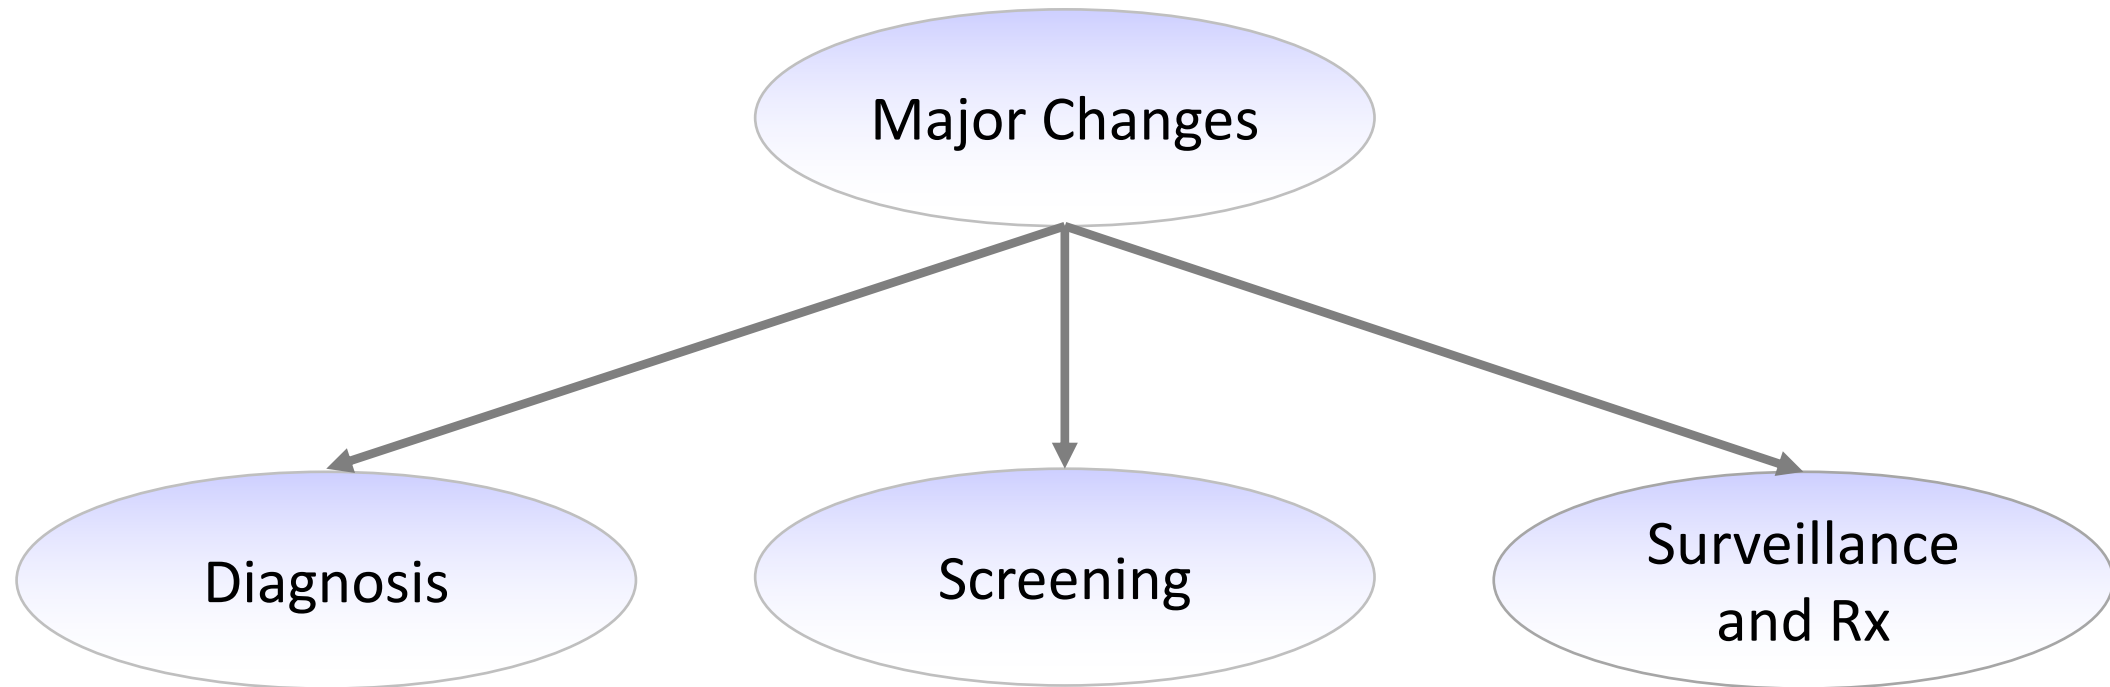 Major Changes
Diagnosis
Screening
Surveillance
and Rx